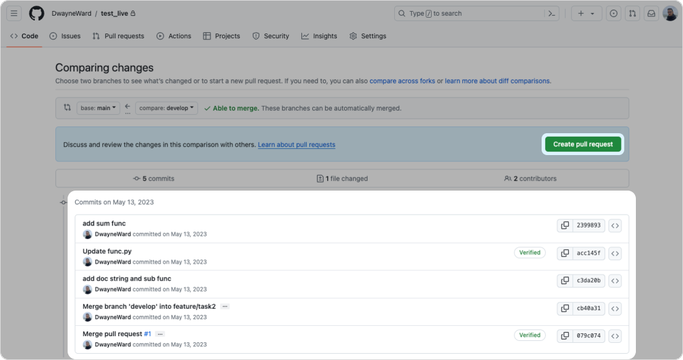 DwayneWard / test_live
Type / to search
Code Issues Pull requests Actions Projects Security Insights Settings
Comparing changes
Choose two branches to see what's changed or to start a new pull request. If you need to, you can also compare across forks or learn more about diff comparisons.
base: main compare: develop Able to merge. These branches can be automatically merged.
Discuss and review the changes in this comparison with others. Learn about pull requests Create pull request
5 commits 1 file changed 2 contributors
Commits on May 13, 2023
add sum func
DwayneWard committed on May 13, 2023 2399893
Update func.py
DwayneWard committed on May 13, 2023 Verified acc145f
add doc string and sub func
DwayneWard committed on May 13, 2023 c3da20b
Merge branch 'develop' into feature/task2
DwayneWard committed on May 13, 2023 cb40a31
Merge pull request #1
DwayneWard committed on May 13, 2023 Verified 079c074